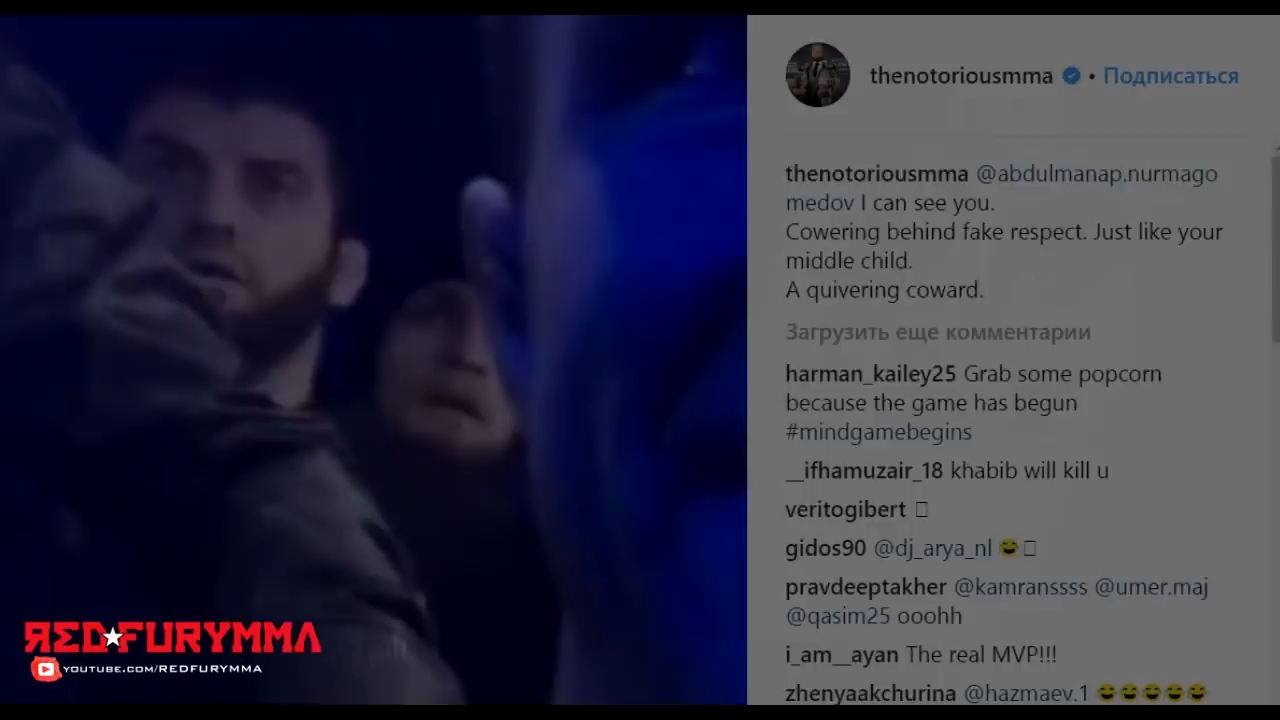 thenotoriousmma • Подписаться
thenotoriousmma @abdulmanap.nurmago
medov I can see you.
Cowering behind fake respect. Just like your
middle child.
A quivering coward.
Загрузить еще комментарии
harman_kailey25 Grab some popcorn
because the game has begun
#mindgamebegins
__ifhamuzair_18 khabib will kill u
veritogibert
gidos90 @dj_arya_nl 😂
pravdeeptakher @kamranssss @umer.maj
@qasim25 ooohh
i_am__ayan The real MVP!!!
zhenyaakchurina @hazmaev.1 😂😂😂😂😂
ЯED★FURYMMA
YOUTUBE.COM/REDFURYMMA